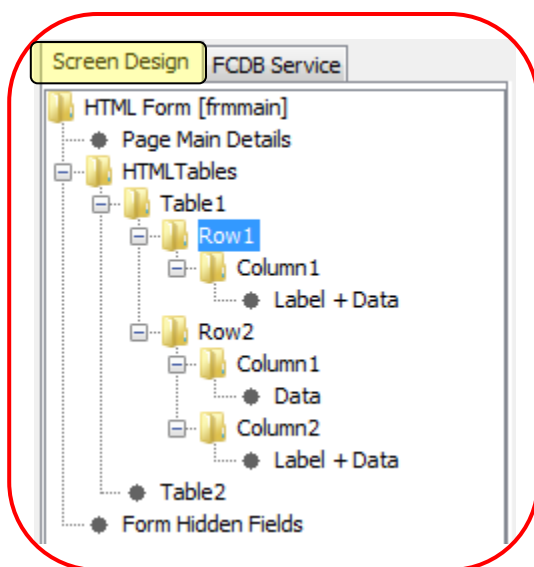 Screen Design FCDB Service
HTML Form [frmmain]
Page Main Details
HTMLTables
Table1
Row1
Column1
Label + Data
Row2
Column1
Data
Column2
Label + Data
Table2
Form Hidden Fields